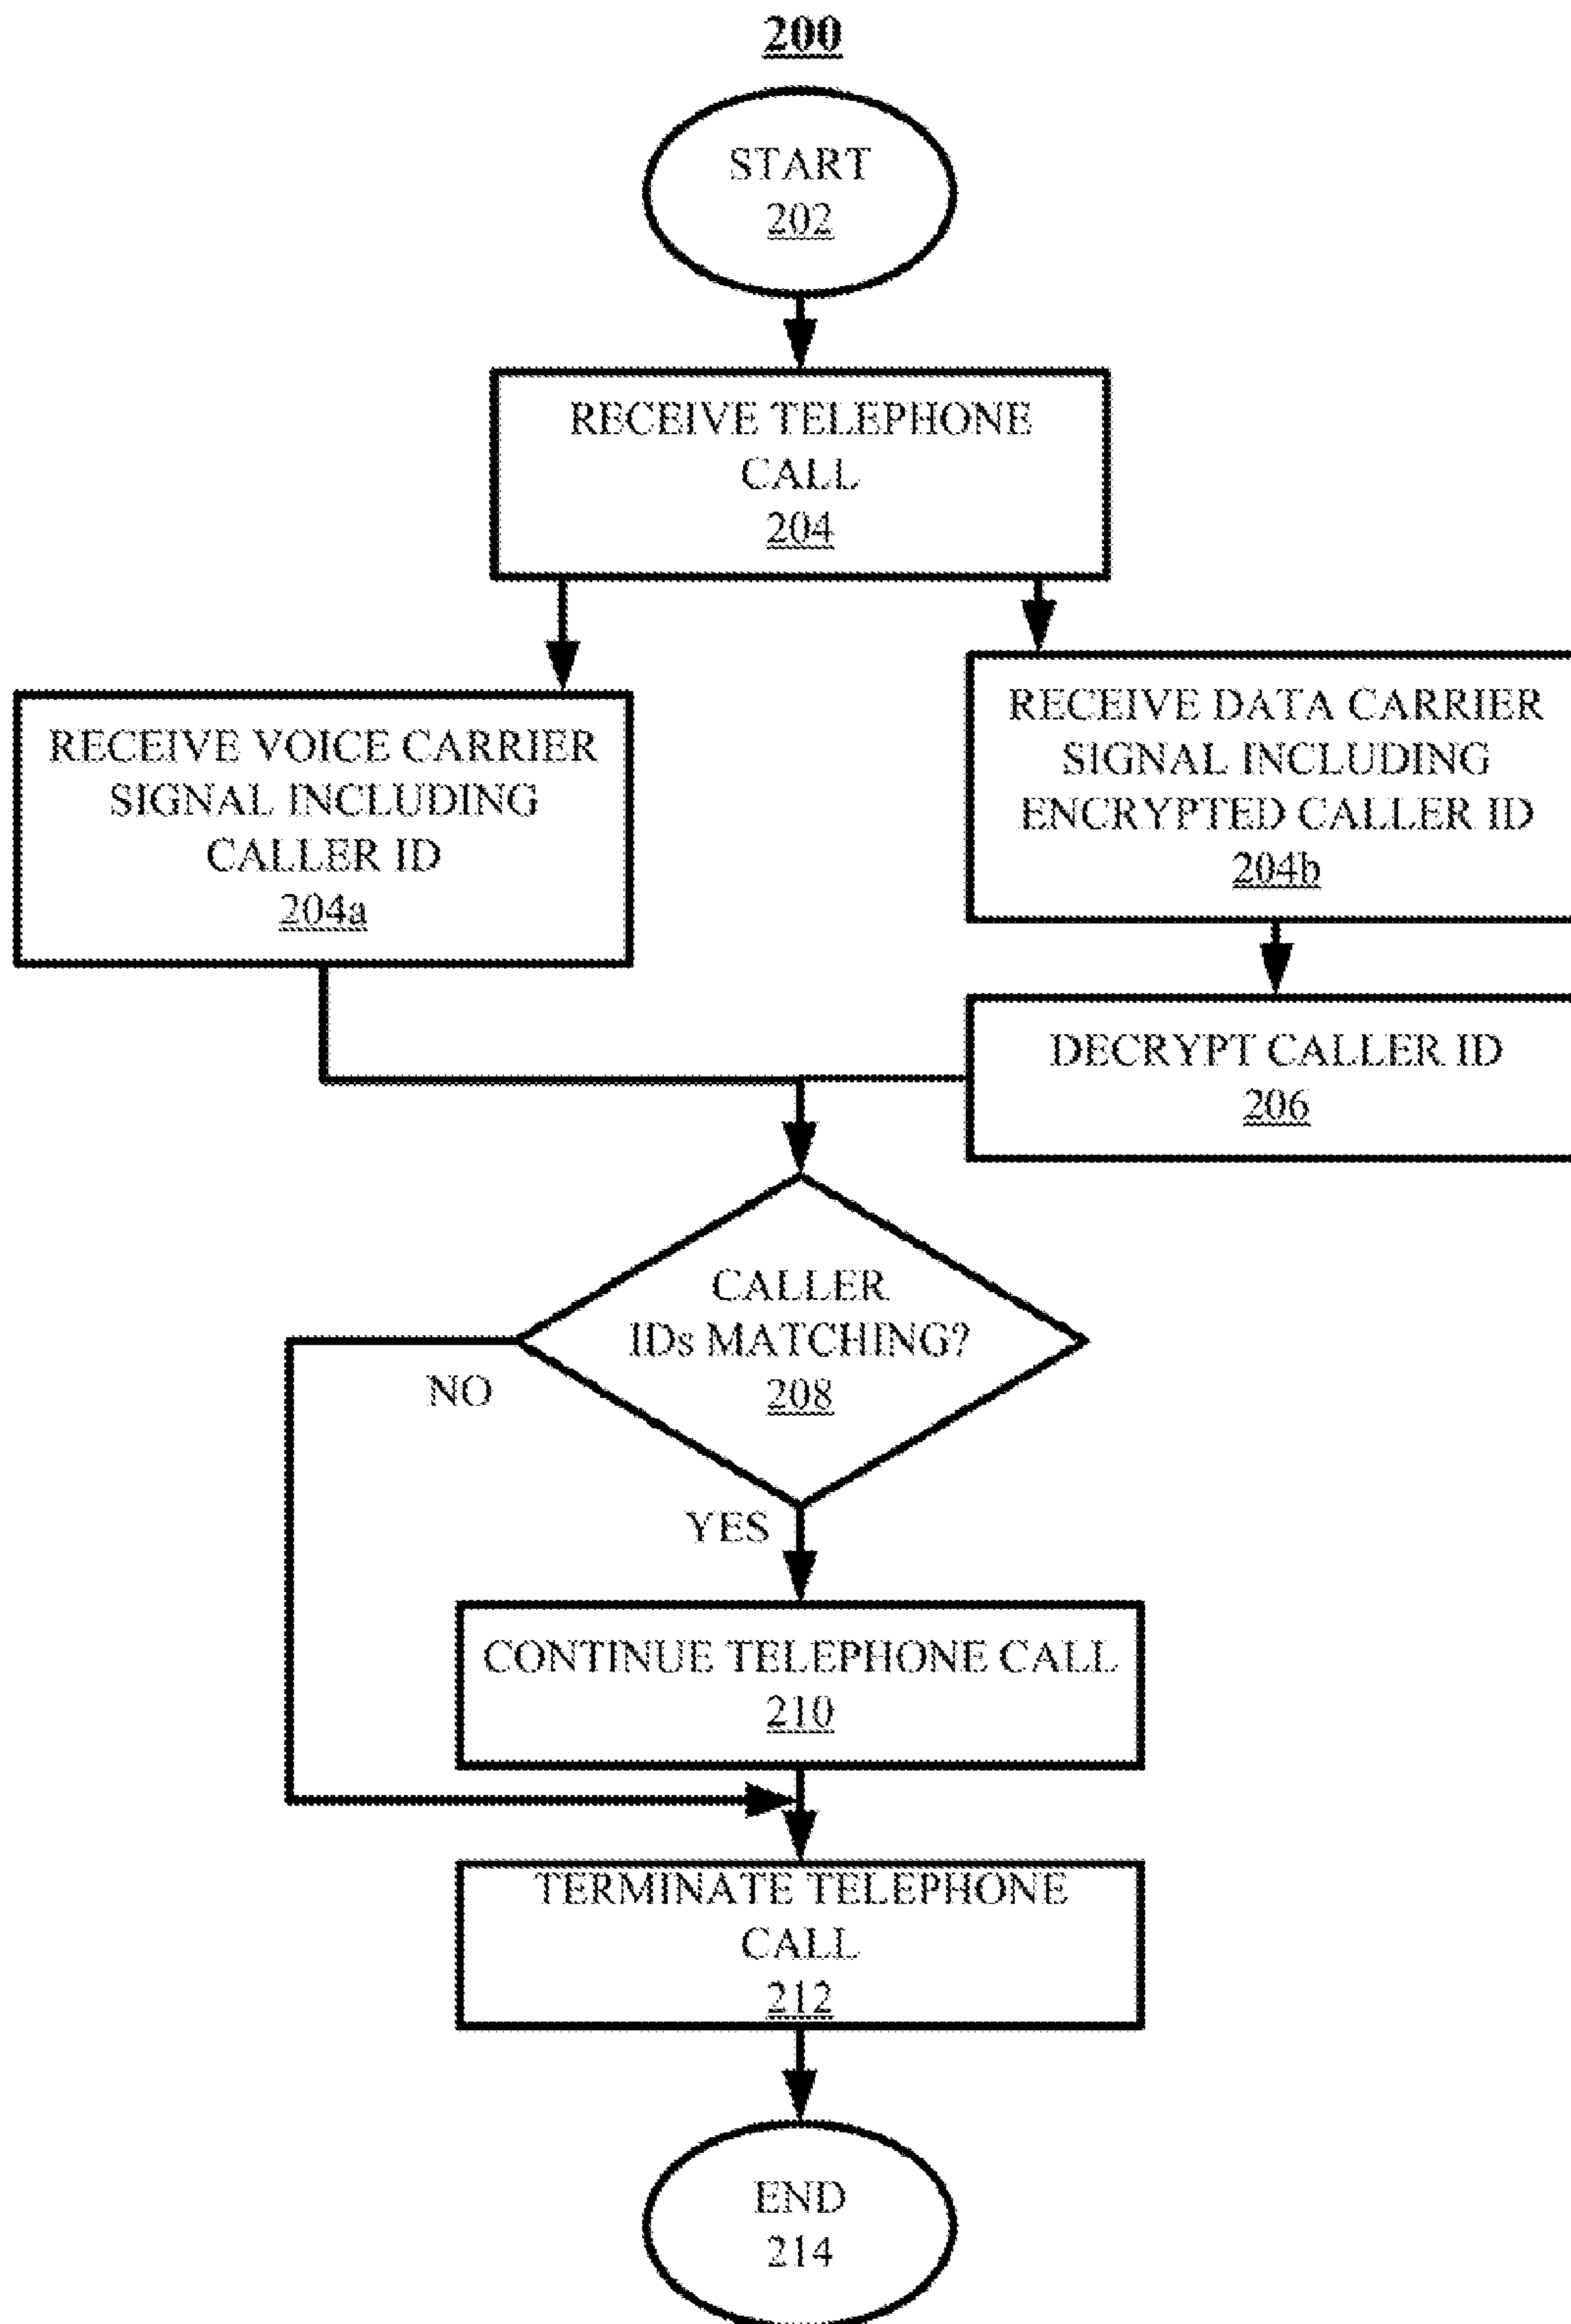 200
START
202
RECEIVE TELEPHONE
CALL
204
RECEIVE VOICE CARRIER
SIGNAL INCLUDING
CALLER ID
204a
RECEIVE DATA CARRIER
SIGNAL INCLUDING
ENCRYPTED CALLER ID
204b
DECRYPT CALLER ID
206
CALLER
IDs MATCHING?
208
NO
YES
CONTINUE TELEPHONE CALL
210
TERMINATE TELEPHONE
CALL
212
END
214